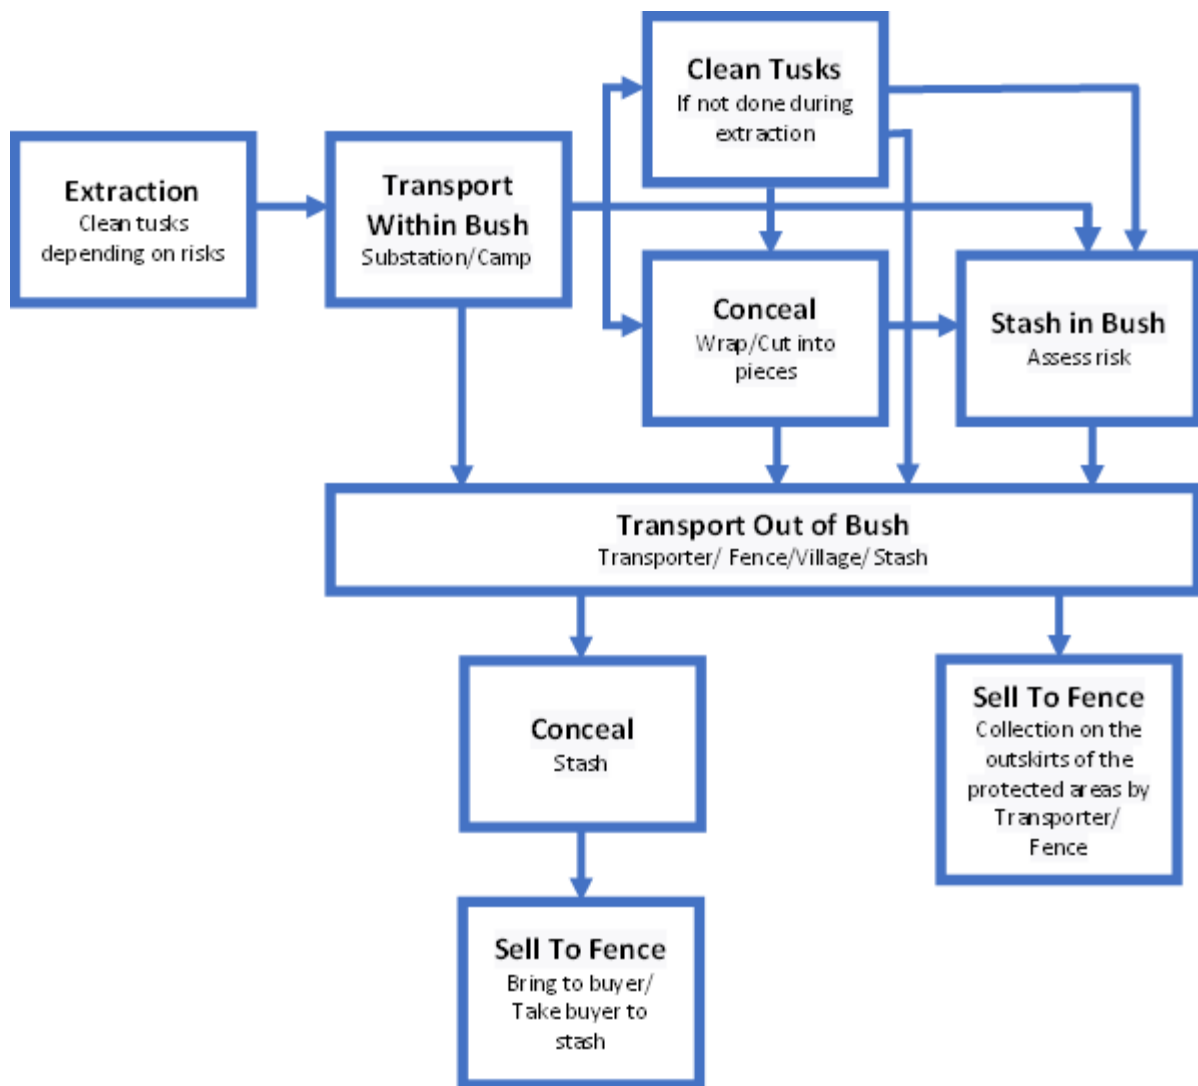 Clean Tusks
If not done during
extraction
Extraction
Clean tusks
depending on risks
Transport
Within Bush
Substation/Camp
Conceal
Wrap/Cut into
pieces
Stash in Bush
Assess risk
Transport Out of Bush
Transporter/ Fence/Village/ Stash
Conceal
Stash
Sell To Fence
Collection on the
outskirts of the
protected areas by
Transporter/
Fence
Sell To Fence
Bring to buyer/
Take buyer to
stash